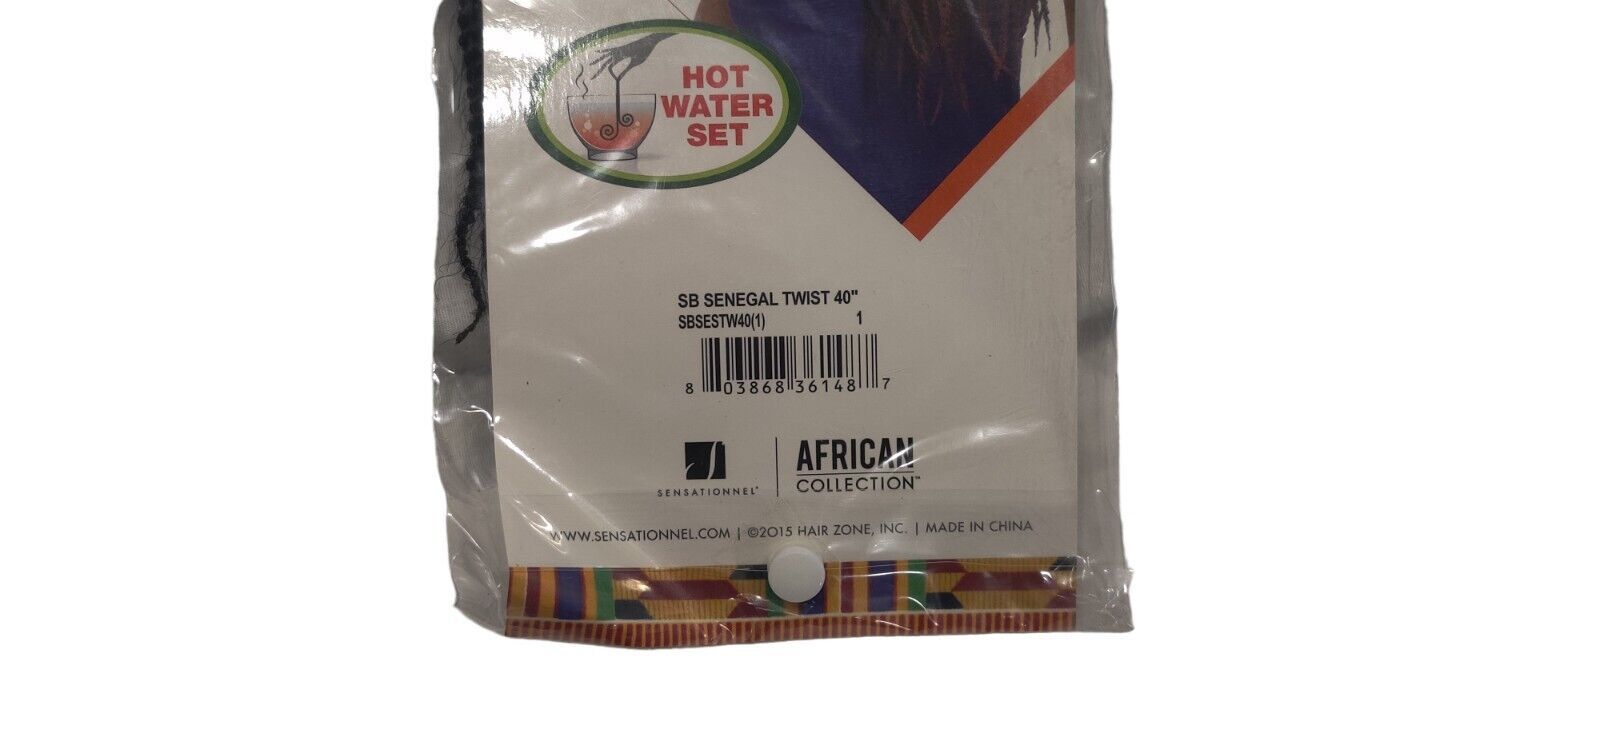 HOT
WATER
SET
SB SENEGAL TWIST 40"
SBSESTW40(1) 1
8 03868 36148 7
SENSATIONNEL®
AFRICAN
COLLECTION™
WWW.SENSATIONNEL.COM | ©2015 HAIR ZONE, INC. | MADE IN CHINA